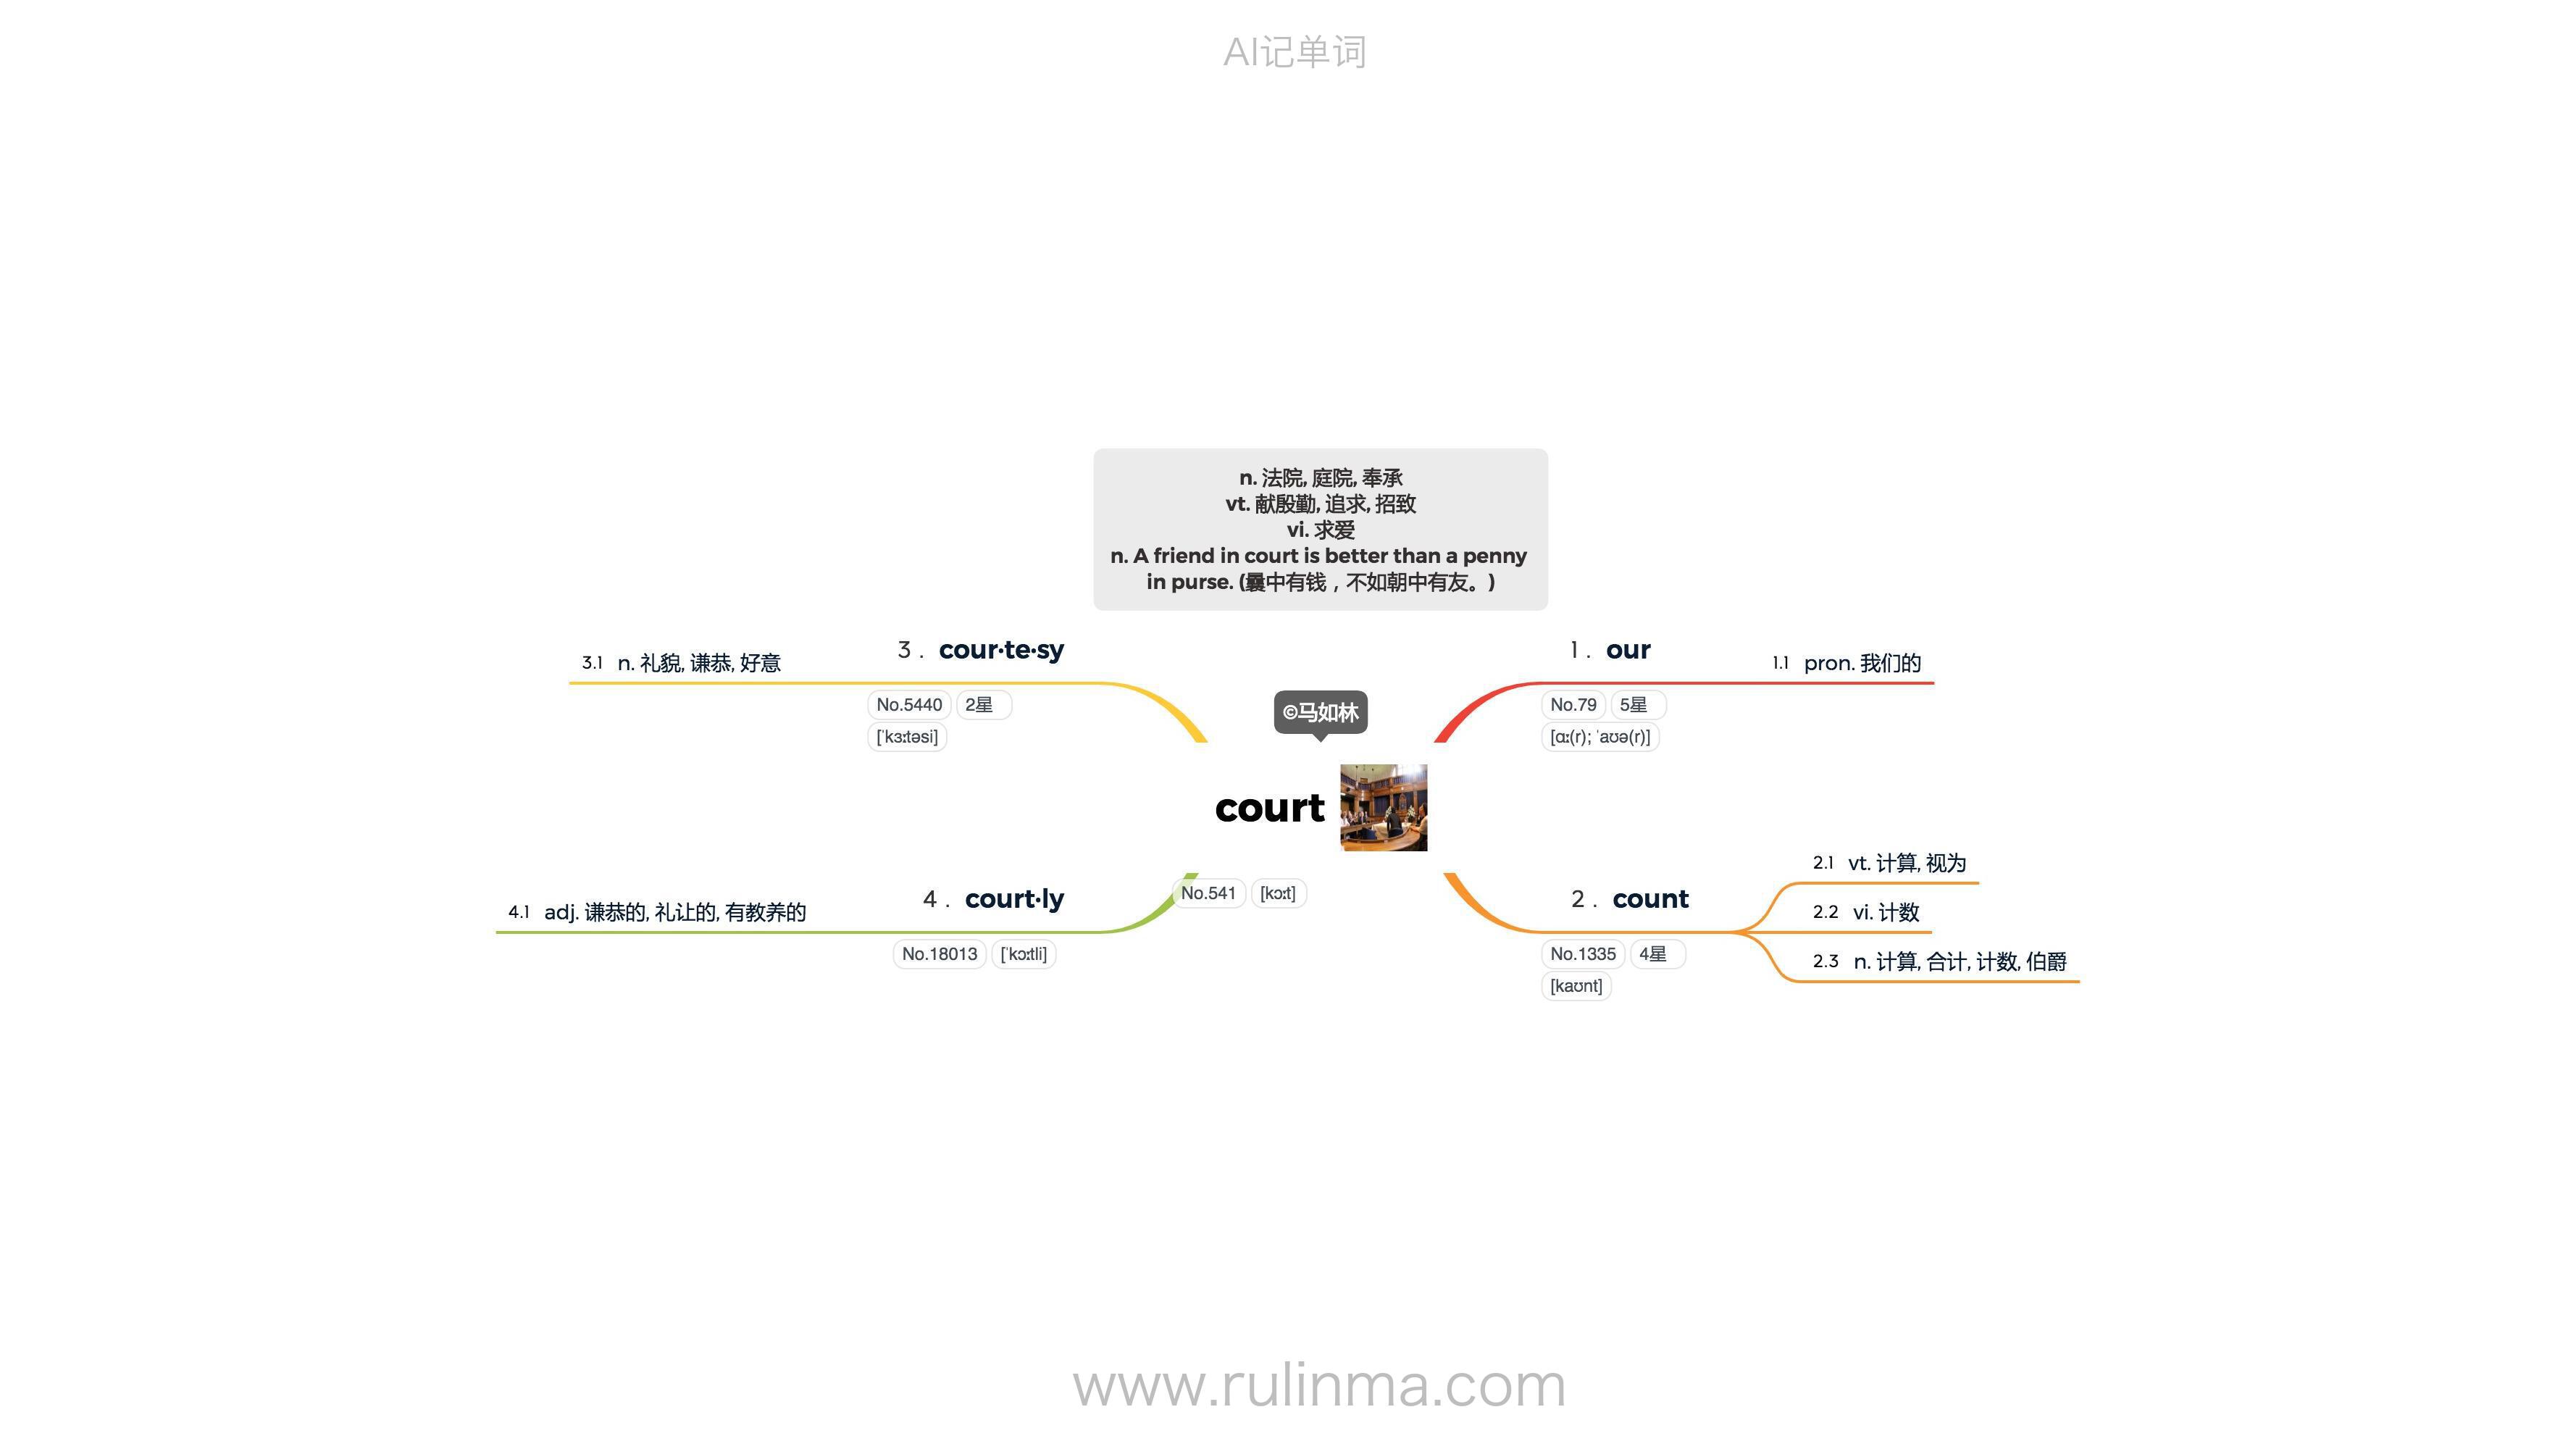 AI记单词
n. 法院, 庭院, 奉承
vt. 献殷勤, 追求, 招致
vi. 求爱
n. A friend in court is better than a penny
in purse. (囊中有钱，不如朝中有友。)
3 . cour·te·sy
3.1 n. 礼貌, 谦恭, 好意
No.5440 2星
[ˈkɜːtəsi]
1 . our
1.1 pron. 我们的
No.79 5星
[ɑː(r); ˈaʊə(r)]
©马如林
court
No.541 [kɔːt]
4 . court·ly
4.1 adj. 谦恭的, 礼让的, 有教养的
No.18013 [ˈkɔːtli]
2 . count
No.1335 4星
[kaʊnt]
2.1 vt. 计算, 视为
2.2 vi. 计数
2.3 n. 计算, 合计, 计数, 伯爵
www.rulinma.com